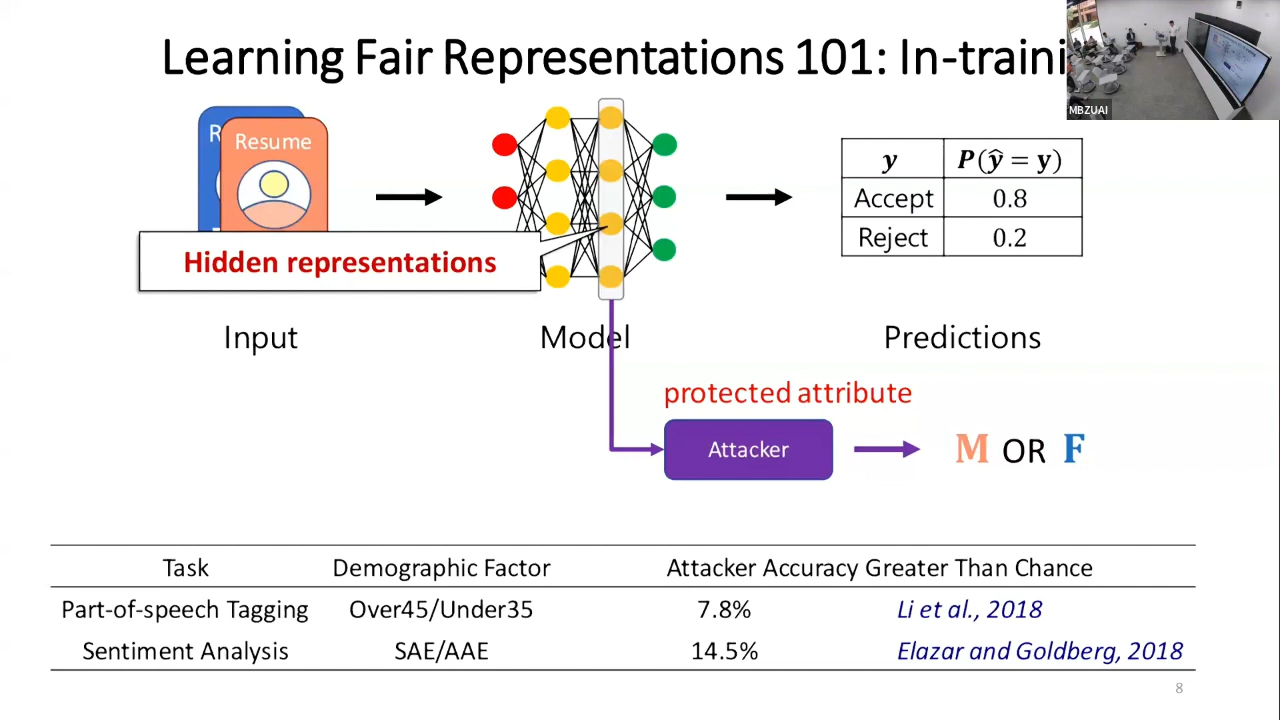 Learning Fair Representations 101: In-traini
MBZUAI
R
Resume
Hidden representations
Input
Model
y P(ŷ = y)
Accept 0.8
Reject 0.2
Predictions
protected attribute
Attacker
M OR F
Task Demographic Factor Attacker Accuracy Greater Than Chance
Part-of-speech Tagging Over45/Under35 7.8% Li et al., 2018
Sentiment Analysis SAE/AAE 14.5% Elazar and Goldberg, 2018
8